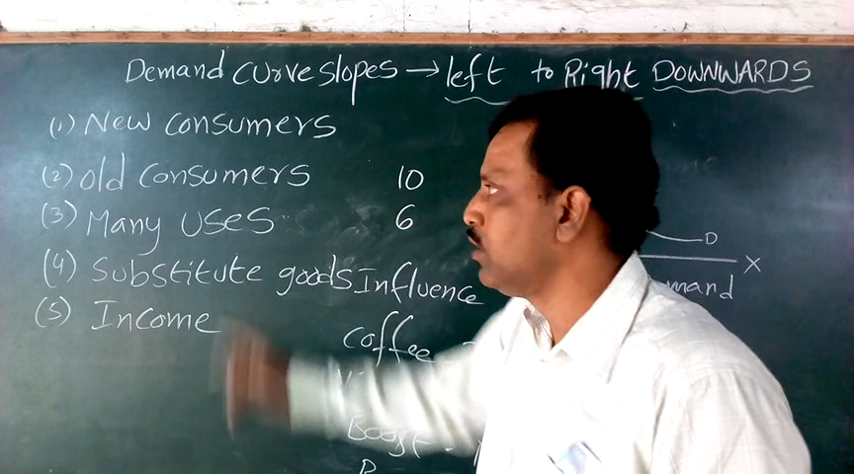 Demand curve slopes → left to Right DOWNWARDS
(1) New consumers
(2) old consumers 10
(3) Many uses 6
D
(4) Substitute goods Influence
X
mand
(5) Income
Coffee -